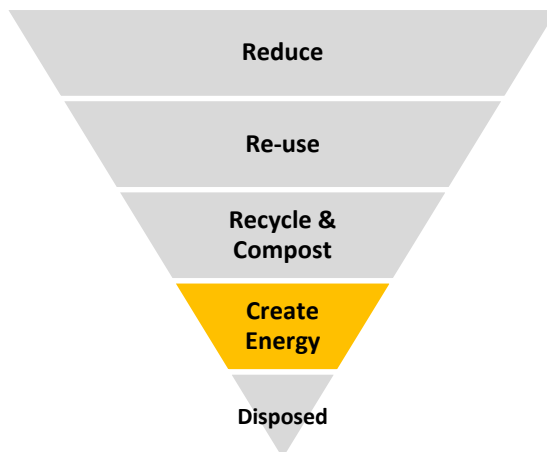 Reduce
Re-use
Recycle &
Compost
Create
Energy
Disposed